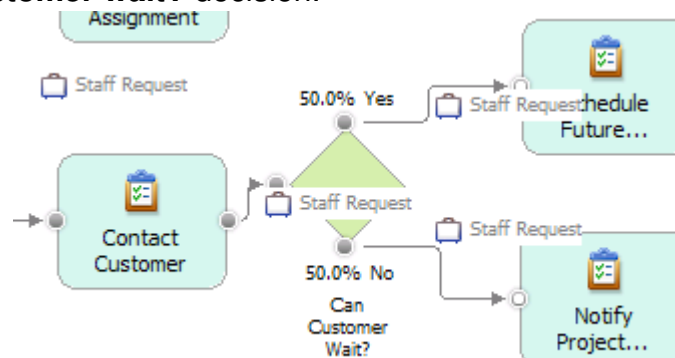 Assignment
Staff Request
50.0% Yes
Staff Request
Future...
Contact
Customer
Staff Request
50.0% No
Can
Customer
Wait?
Staff Request
Notify
Project...